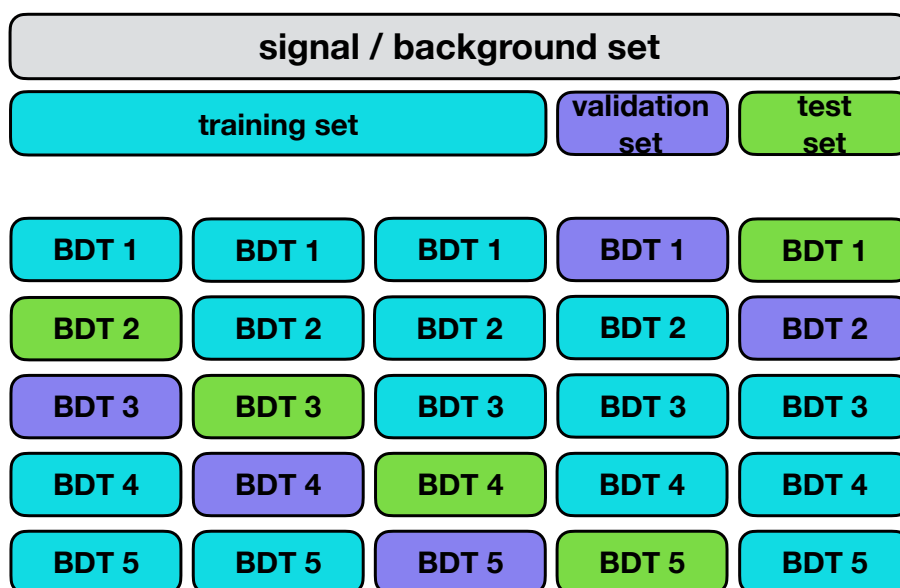 signal / background set
training set
validation
set
test
set
BDT 1 BDT 1 BDT 1 BDT 1 BDT 1
BDT 2 BDT 2 BDT 2 BDT 2 BDT 2
BDT 3 BDT 3 BDT 3 BDT 3 BDT 3
BDT 4 BDT 4 BDT 4 BDT 4 BDT 4
BDT 5 BDT 5 BDT 5 BDT 5 BDT 5